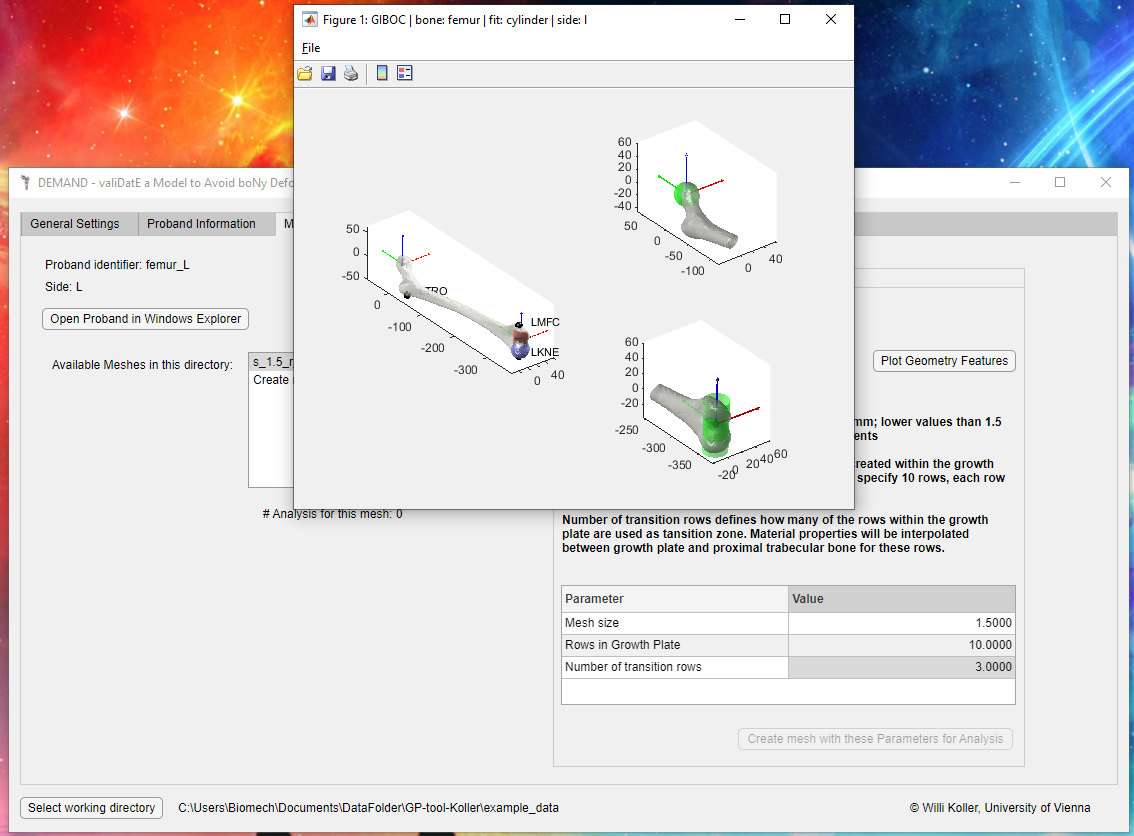 Figure 1: GIBOC | bone: femur | fit: cylinder | side: l
File
60
40
20
0
-20
-40
50
0
-50
-100
0
40
50
0
-50
0
-100
-200
-300
0
40
TRO
LMFC
LKNE
60
40
20
0
-20
-250
-300
-350
-20
0
20
40
60
DEMAND - valiDatE a Model to Avoid boNy Defo
General Settings
Proband Information
M
Proband identifier: femur_L
Side: L
Open Proband in Windows Explorer
Available Meshes in this directory:
s_1.5_r
Create
# Analysis for this mesh: 0
Plot Geometry Features
mm; lower values than 1.5
ents
created within the growth
specify 10 rows, each row
Number of transition rows defines how many of the rows within the growth
plate are used as tansition zone. Material properties will be interpolated
between growth plate and proximal trabecular bone for these rows.
Parameter Value
Mesh size 1.5000
Rows in Growth Plate 10.0000
Number of transition rows 3.0000
Create mesh with these Parameters for Analysis
Select working directory
C:\Users\Biomech\Documents\DataFolder\GP-tool-Koller\example_data
© Willi Koller, University of Vienna